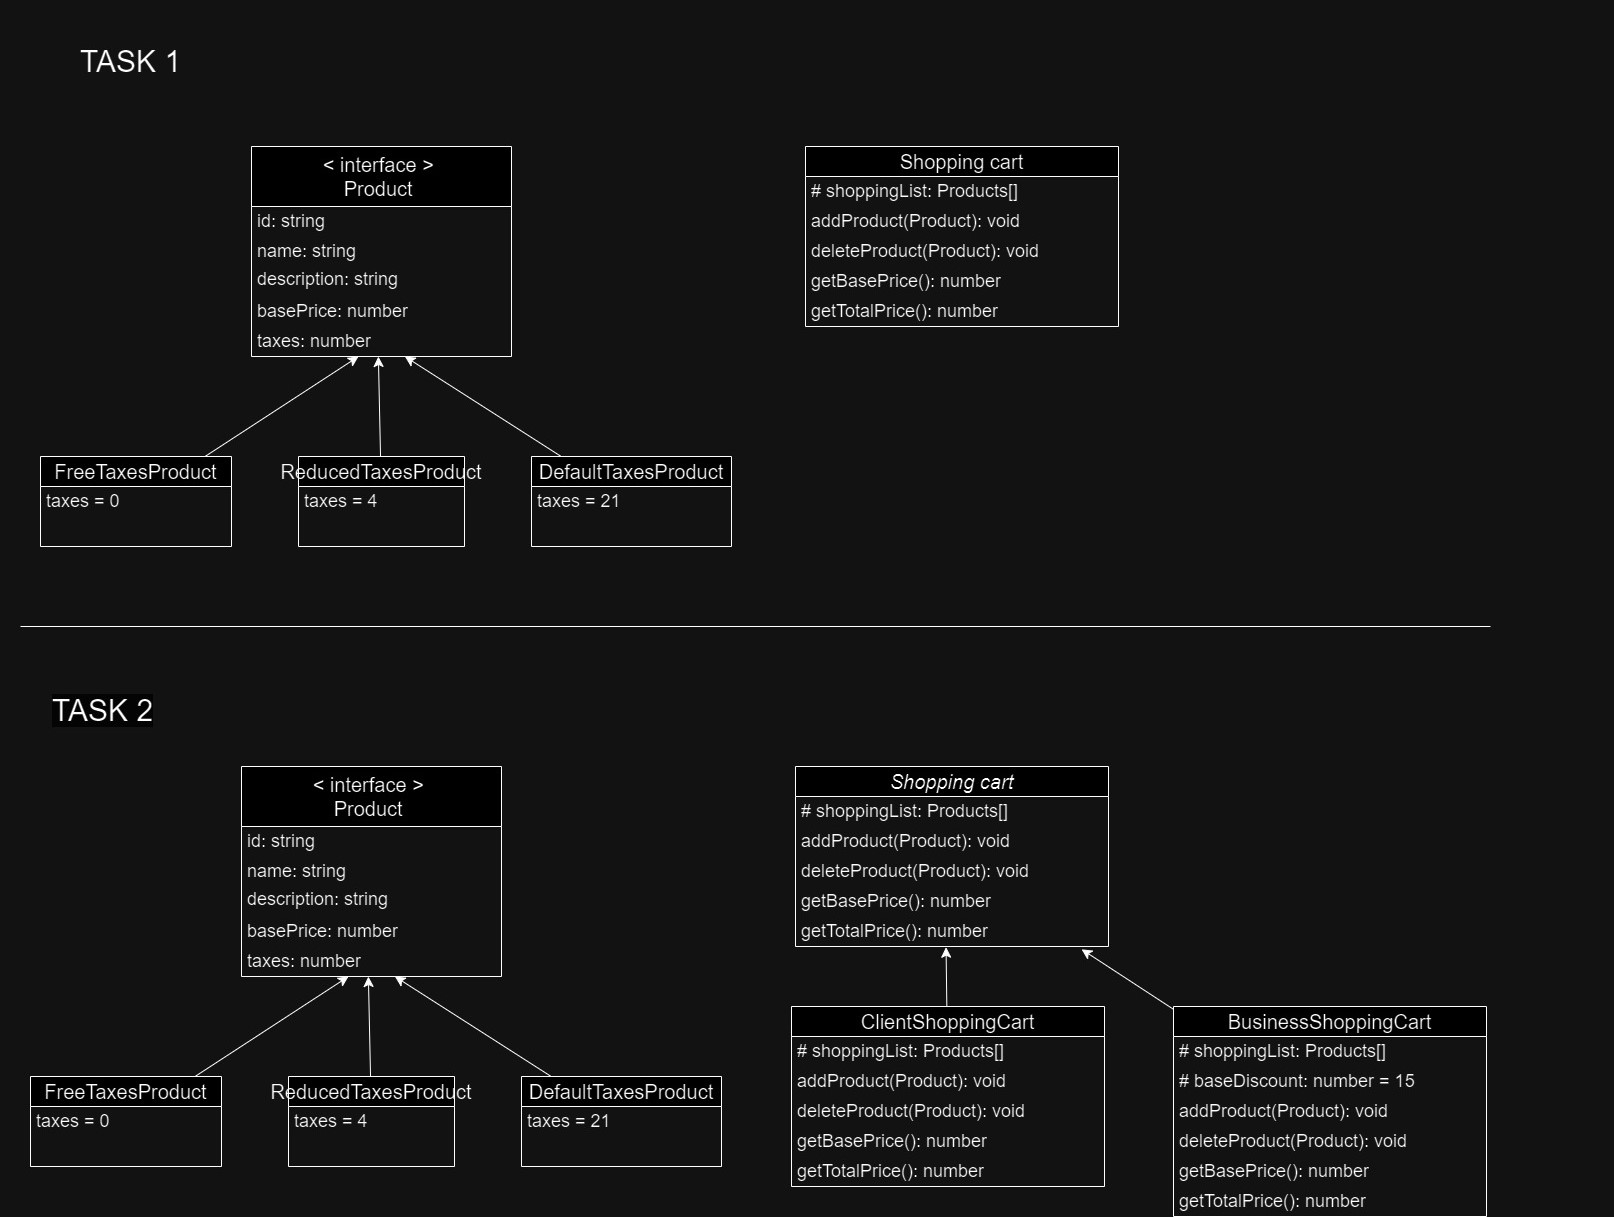 TASK 1
< interface >
Product
id: string
name: string
description: string
basePrice: number
taxes: number
Shopping cart
# shoppingList: Products[]
addProduct(Product): void
deleteProduct(Product): void
getBasePrice(): number
getTotalPrice(): number
FreeTaxesProduct
taxes = 0
ReducedTaxesProduct
taxes = 4
DefaultTaxesProduct
taxes = 21
TASK 2
< interface >
Product
id: string
name: string
description: string
basePrice: number
taxes: number
Shopping cart
# shoppingList: Products[]
addProduct(Product): void
deleteProduct(Product): void
getBasePrice(): number
getTotalPrice(): number
FreeTaxesProduct
taxes = 0
ReducedTaxesProduct
taxes = 4
DefaultTaxesProduct
taxes = 21
ClientShoppingCart
# shoppingList: Products[]
addProduct(Product): void
deleteProduct(Product): void
getBasePrice(): number
getTotalPrice(): number
BusinessShoppingCart
# shoppingList: Products[]
# baseDiscount: number = 15
addProduct(Product): void
deleteProduct(Product): void
getBasePrice(): number
getTotalPrice(): number